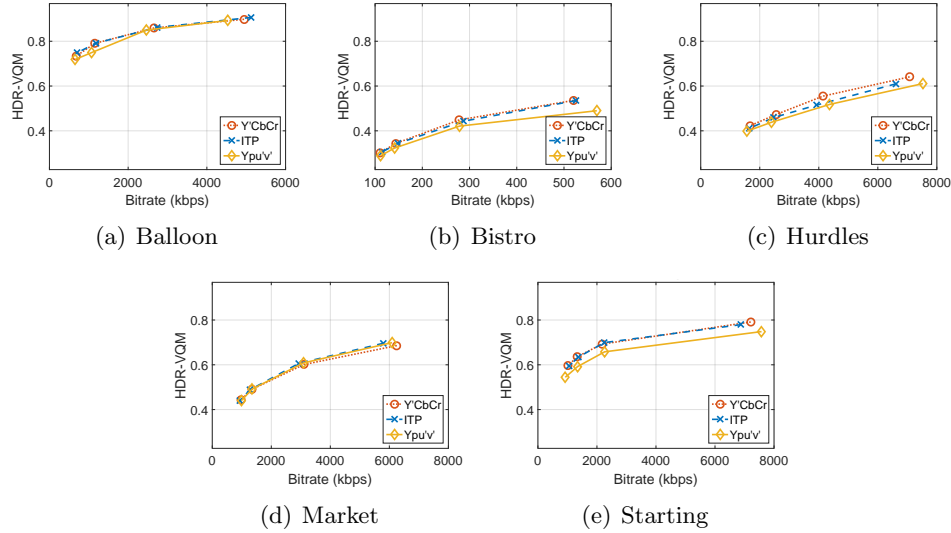 HDR-VQM
0.8
0.6
0.4
0 2000 4000 6000
Bitrate (kbps)
Y'CbCr
ITP
Ypu'v'
(a) Balloon
HDR-VQM
0.8
0.6
0.4
100 200 300 400 500 600
Bitrate (kbps)
Y'CbCr
ITP
Ypu'v'
(b) Bistro
HDR-VQM
0.8
0.6
0.4
0 2000 4000 6000 8000
Bitrate (kbps)
Y'CbCr
ITP
Ypu'v'
(c) Hurdles
HDR-VQM
0.8
0.6
0.4
0 2000 4000 6000 8000
Bitrate (kbps)
Y'CbCr
ITP
Ypu'v'
(d) Market
HDR-VQM
0.8
0.6
0.4
0 2000 4000 6000 8000
Bitrate (kbps)
Y'CbCr
ITP
Ypu'v'
(e) Starting